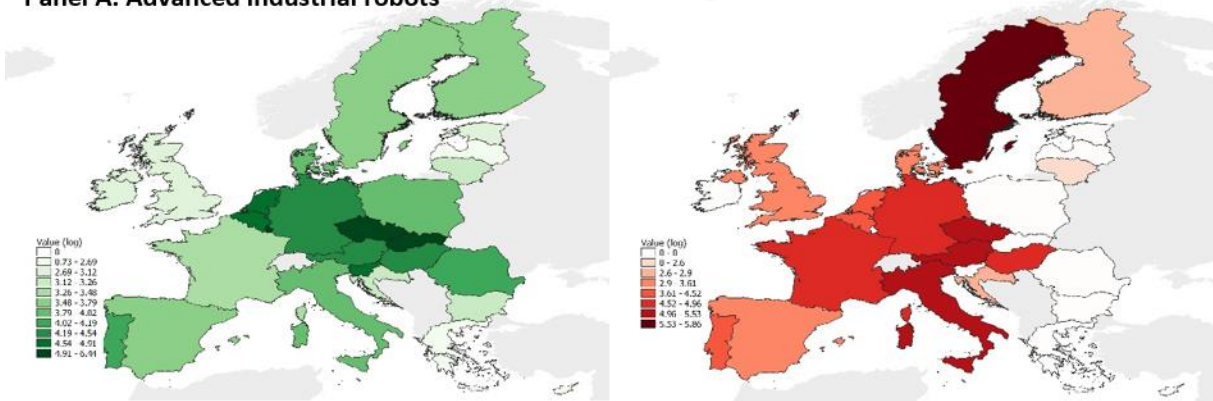 Panel A: Advanced industrial robots
Value (log)
0
0.73 - 2.69
2.69 - 3.12
3.12 - 3.26
3.26 - 3.48
3.48 - 3.79
3.79 - 4.02
4.02 - 4.19
4.19 - 4.54
4.54 - 4.91
4.91 - 6.44
Value (log)
0 - 0
0 - 2.6
2.6 - 2.9
2.9 - 3.61
3.61 - 4.52
4.52 - 4.96
4.96 - 5.53
5.53 - 5.86